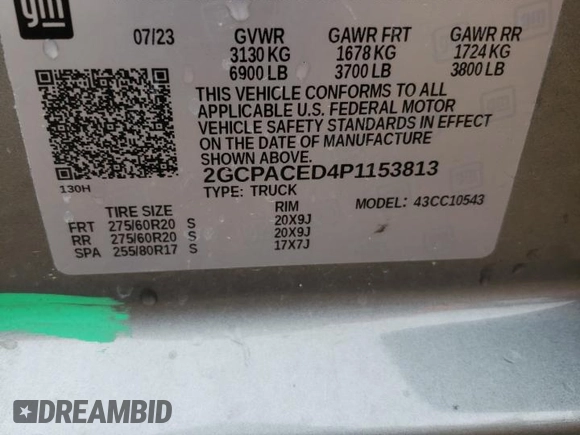 gm
07/23 GVWR GAWR FRT GAWR RR
3130 KG 1678 KG 1724 KG
6900 LB 3700 LB 3800 LB
THIS VEHICLE CONFORMS TO ALL
APPLICABLE U.S. FEDERAL MOTOR
VEHICLE SAFETY STANDARDS IN EFFECT
ON THE DATE OF MANUFACTURE
SHOWN ABOVE.
130H
2GCPACED4P1153813
TYPE: TRUCK
MODEL: 43CC10543
TIRE SIZE RIM
FRT 275/60R20 S 20X9J
RR 275/60R20 S 20X9J
SPA 255/80R17 S 17X7J
DREAMBID